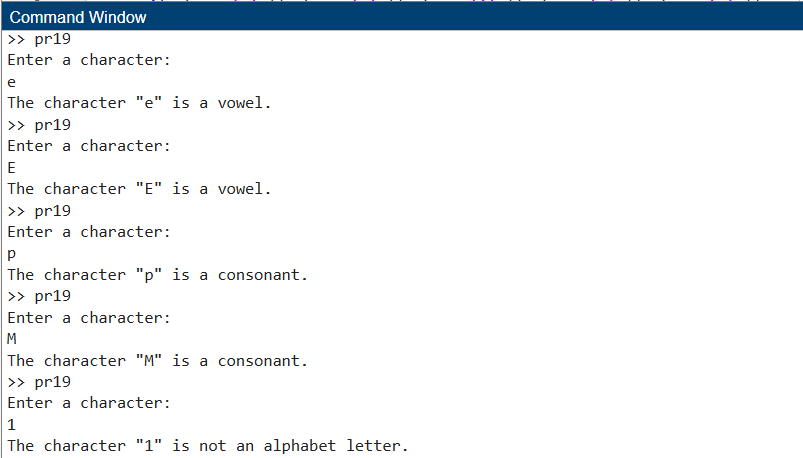 Command Window
>> pr19
Enter a character:
e
The character "e" is a vowel.
>> pr19
Enter a character:
E
The character "E" is a vowel.
>> pr19
Enter a character:
p
The character "p" is a consonant.
>> pr19
Enter a character:
M
The character "M" is a consonant.
>> pr19
Enter a character:
1
The character "1" is not an alphabet letter.